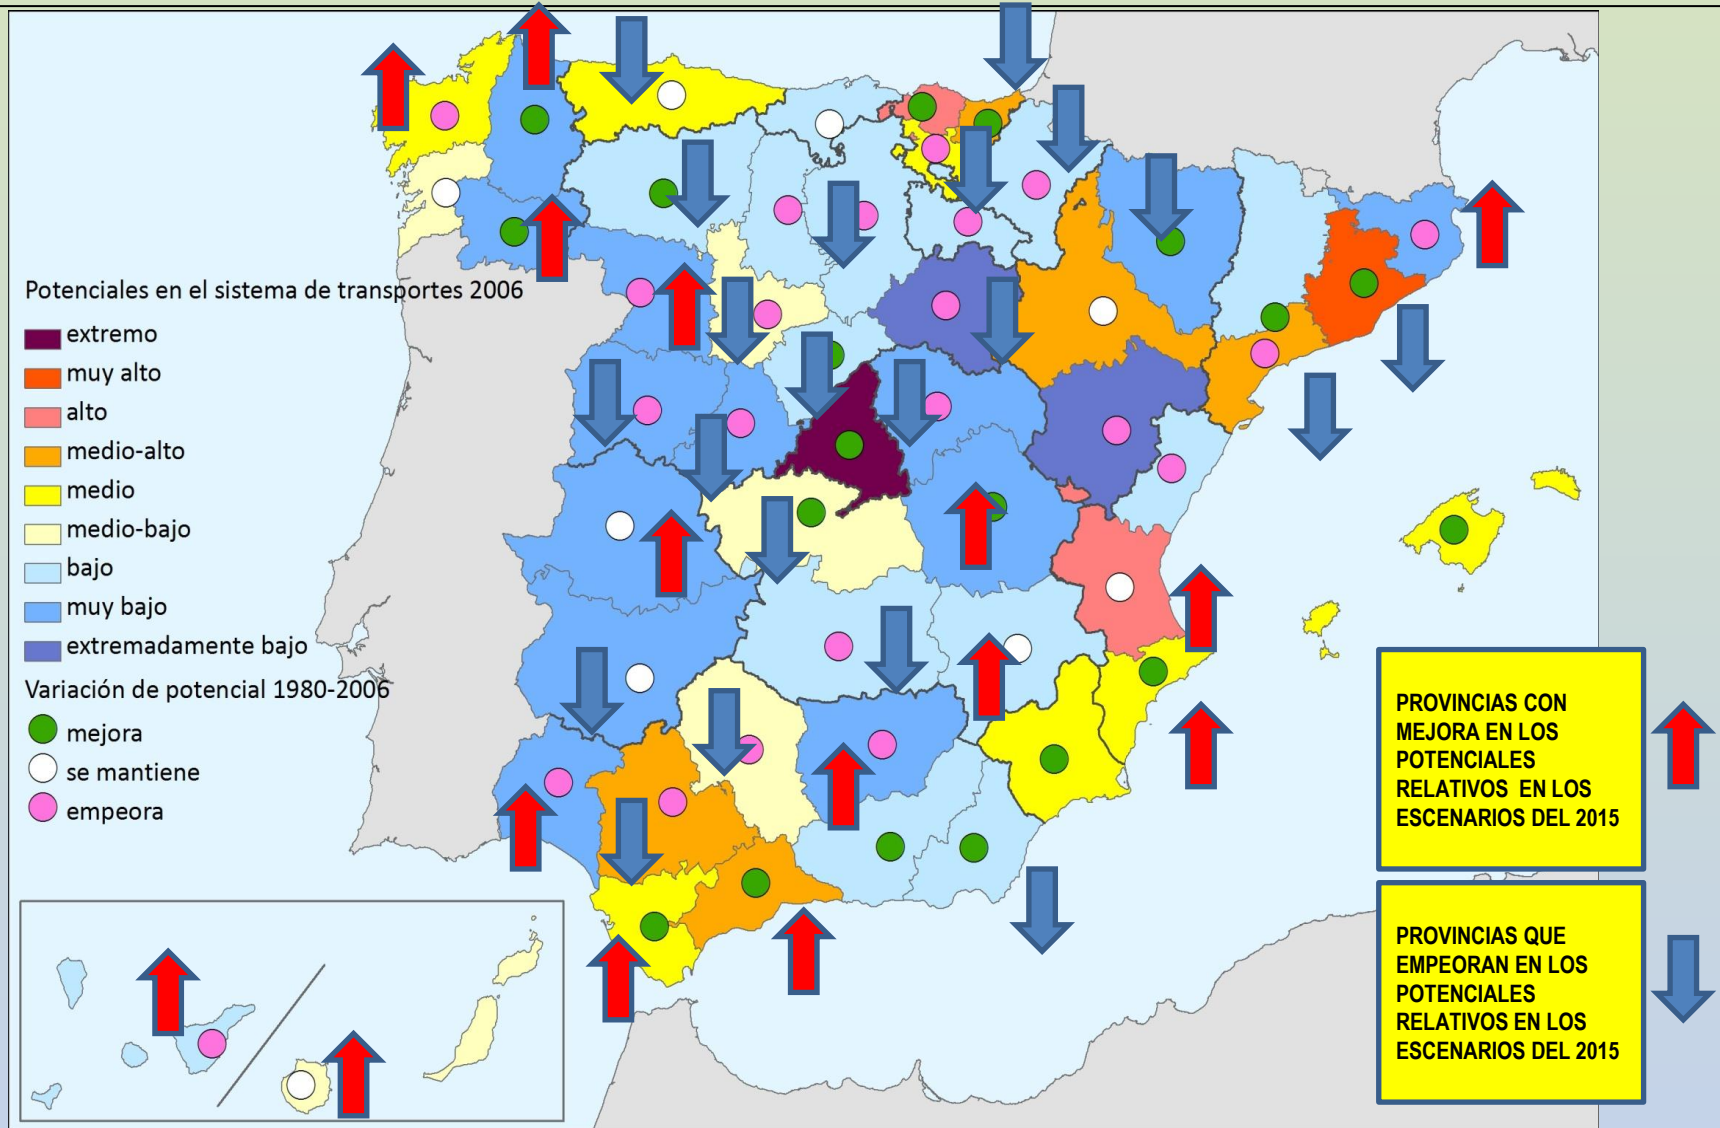 Potenciales en el sistema de transportes 2006
extremo
muy alto
alto
medio-alto
medio
medio-bajo
bajo
muy bajo
extremadamente bajo
Variación de potencial 1980-2006
mejora
se mantiene
empeora
PROVINCIAS CON
MEJORA EN LOS
POTENCIALES
RELATIVOS EN LOS
ESCENARIOS DEL 2015
PROVINCIAS QUE
EMPEORAN EN LOS
POTENCIALES
RELATIVOS EN LOS
ESCENARIOS DEL 2015